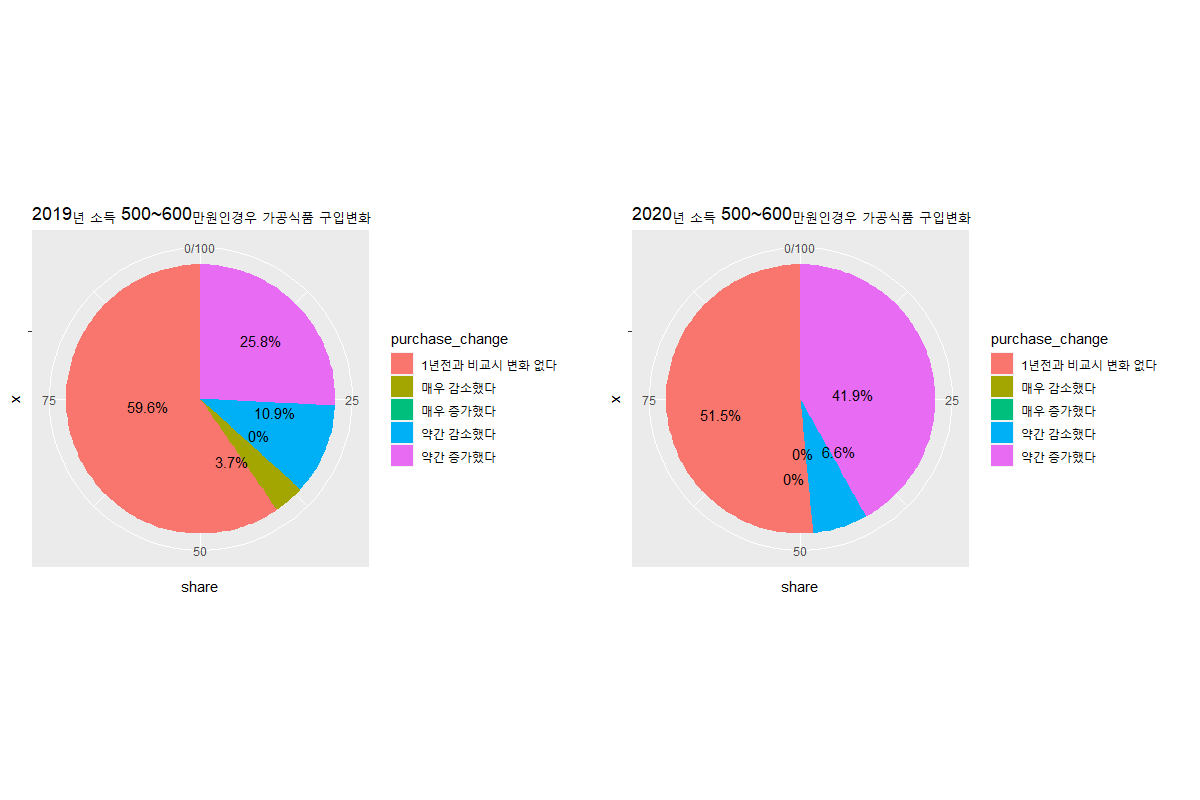 2019년 소득 500~600만원인경우 가공식품 구입변화
0/100
25.8%
59.6%
10.9%
0%
3.7%
75
25
50
x
share
purchase_change
1년전과 비교시 변화 없다
매우 감소했다
매우 증가했다
약간 감소했다
약간 증가했다
2020년 소득 500~600만원인경우 가공식품 구입변화
0/100
41.9%
51.5%
6.6%
0%
0%
75
25
50
x
share
purchase_change
1년전과 비교시 변화 없다
매우 감소했다
매우 증가했다
약간 감소했다
약간 증가했다